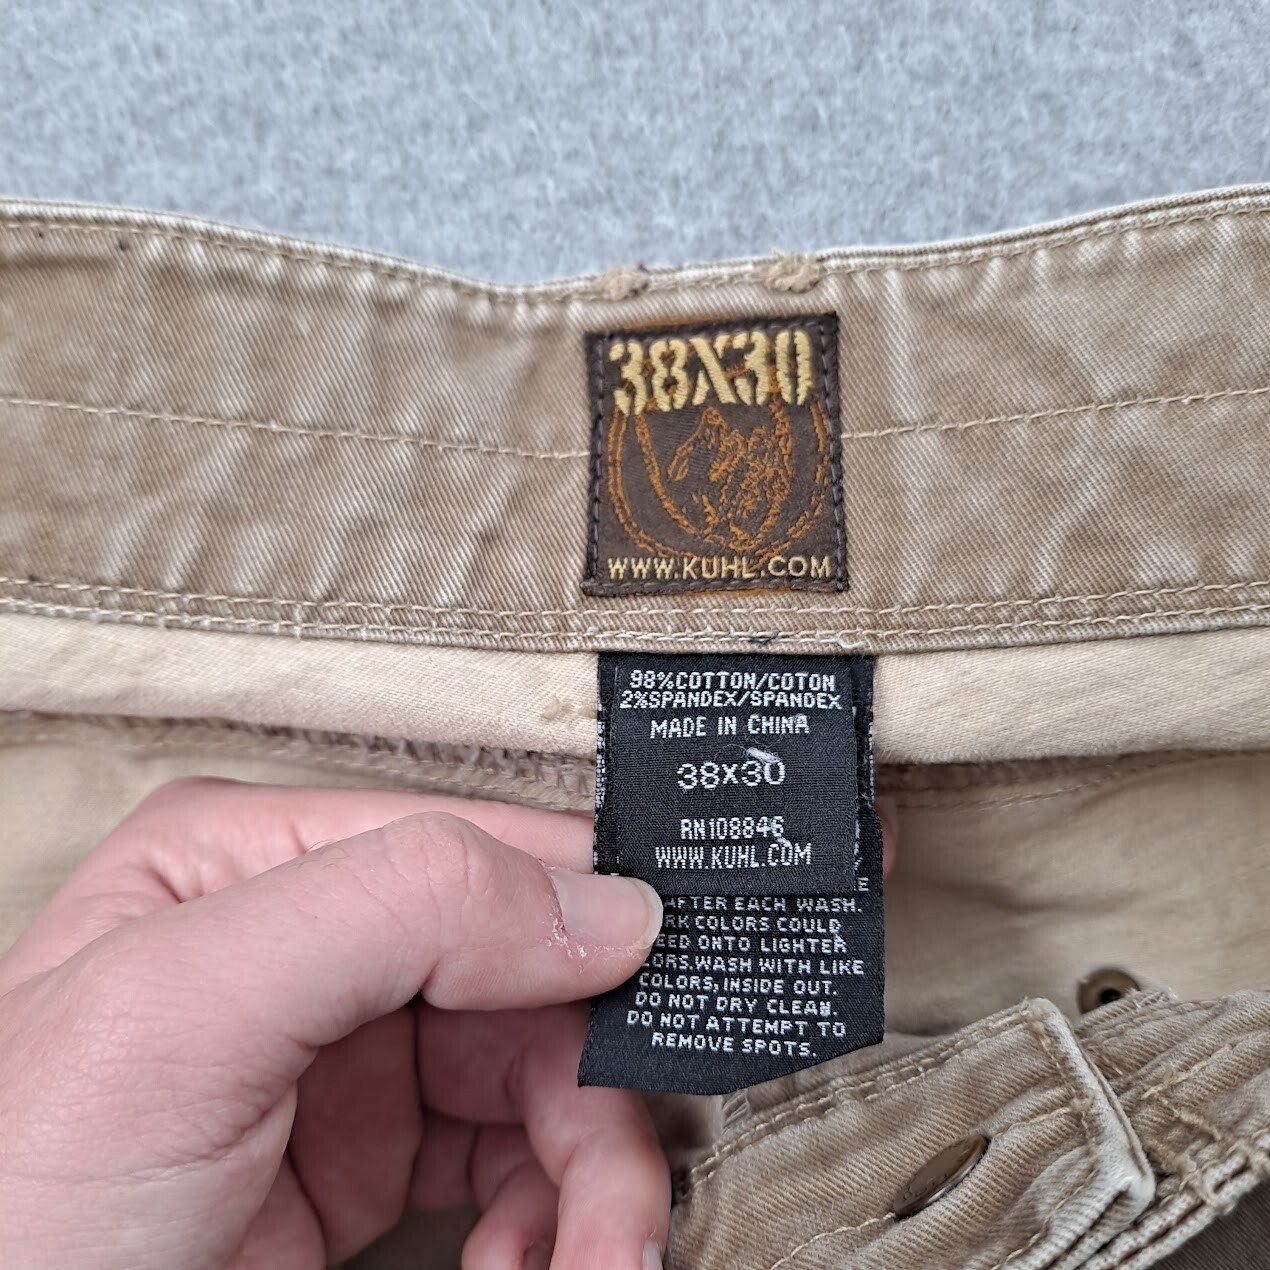 38X30
WWW.KUHL.COM
98%COTTON/COTON
2%SPANDEX/SPANDEX
MADE IN CHINA
38x30
RN108846
WWW.KUHL.COM
AFTER EACH WASH.
COLORS COULD
ONTO LIGHTER
WASH WITH LIKE
COLORS, INSIDE OUT.
DO NOT DRY CLEAN.
DO NOT ATTEMPT TO
REMOVE SPOTS.